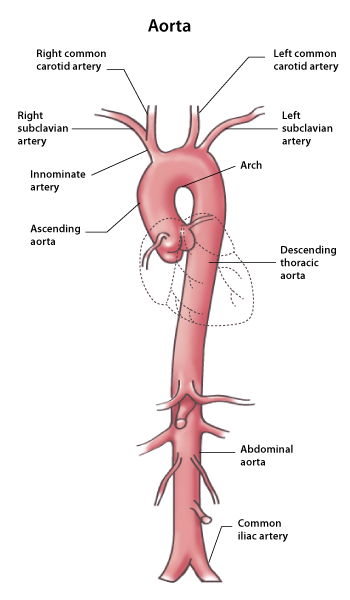 Aorta
Right common
carotid artery
Left common
carotid artery
Right
subclavian
artery
Left
subclavian
artery
Innominate
artery
Arch
Ascending
aorta
Descending
thoracic
aorta
Abdominal
aorta
Common
iliac artery